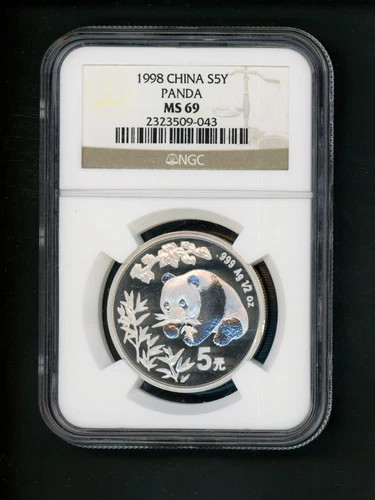 1998 CHINA S5Y
PANDA
MS 69
2323509-043
NGC
.999 Ag 1/2 oz
5元